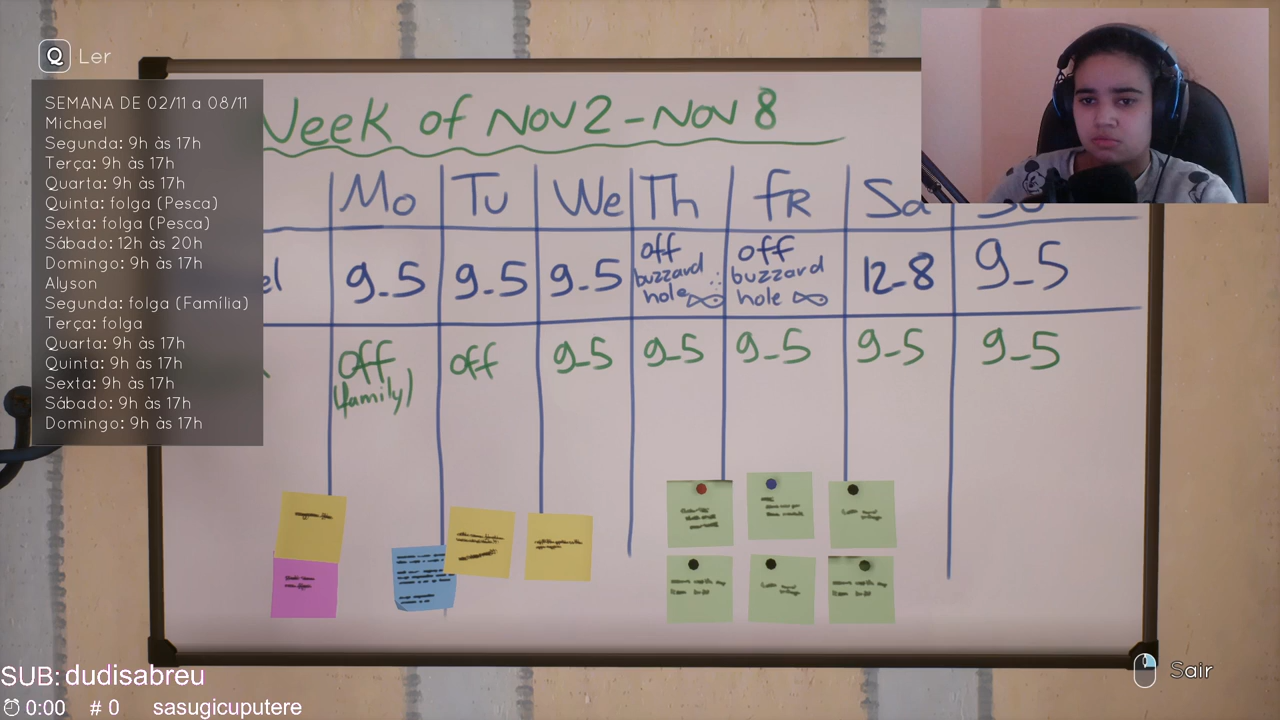 Q Ler
SEMANA DE 02/11 a 08/11
Michael
Segunda: 9h às 17h
Terça: 9h às 17h
Quarta: 9h às 17h
Quinta: folga (Pesca)
Sexta: folga (Pesca)
Sábado: 12h às 20h
Domingo: 9h às 17h
Alyson
Segunda: folga (Família)
Terça: folga
Quarta: 9h às 17h
Quinta: 9h às 17h
Sexta: 9h às 17h
Sábado: 9h às 17h
Domingo: 9h às 17h
Week of Nov 2 - Nov 8
Mo Tu We Th FR Sa Su
el 9-5 9-5 9-5 off buzzard hole off buzzard hole 12-8 9-5
off (family) off 9-5 9-5 9-5 9-5 9-5
Sair
SUB: dudisabreu
0:00 # 0 sasugicuputere